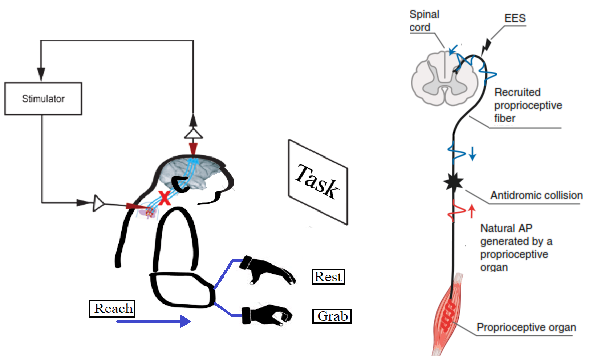 Stimulator
Task
Rest
Reach
Grab
Spinal
cord
EES
Recruited
proprioceptive
fiber
Antidromic collision
Natural AP
generated by a
proprioceptive
organ
Proprioceptive organ